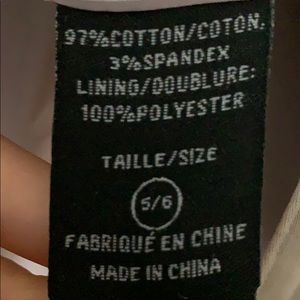 97%COTTON/COTON,
3%SPANDEX
LINING/DOUBLURE:
100%POLYESTER
TAILLE/SIZE
5/6
FABRIQUÉ EN CHINE
MADE IN CHINA